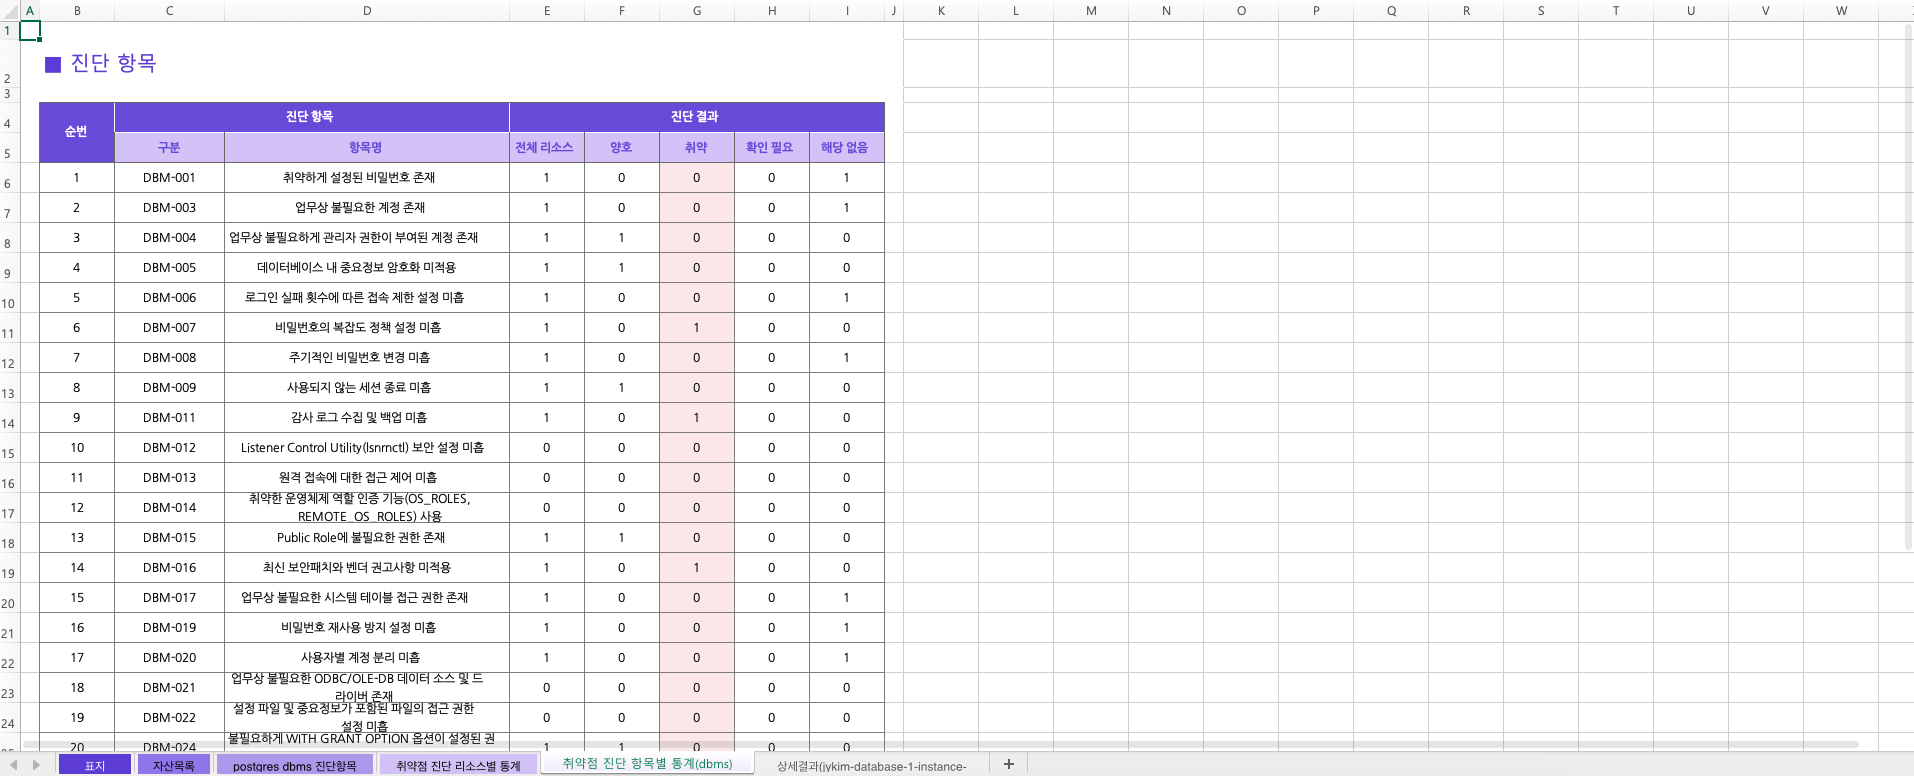 A B C D E F G H I J K L M N O P Q R S T U V W
1
2 ■ 진단 항목
3
4 순번 진단 항목 진단 결과
5 구분 항목명 전체 리소스 양호 취약 확인 필요 해당 없음
6 1 DBM-001 취약하게 설정된 비밀번호 존재 1 0 0 0 1
7 2 DBM-003 업무상 불필요한 계정 존재 1 0 0 0 1
8 3 DBM-004 업무상 불필요하게 관리자 권한이 부여된 계정 존재 1 1 0 0 0
9 4 DBM-005 데이터베이스 내 중요정보 암호화 미적용 1 1 0 0 0
10 5 DBM-006 로그인 실패 횟수에 따른 접속 제한 설정 미흡 1 0 0 0 1
11 6 DBM-007 비밀번호의 복잡도 정책 설정 미흡 1 0 1 0 0
12 7 DBM-008 주기적인 비밀번호 변경 미흡 1 0 0 0 1
13 8 DBM-009 사용되지 않는 세션 종료 미흡 1 1 0 0 0
14 9 DBM-011 감사 로그 수집 및 백업 미흡 1 0 1 0 0
15 10 DBM-012 Listener Control Utility(lsnrnctl) 보안 설정 미흡 0 0 0 0 0
16 11 DBM-013 원격 접속에 대한 접근 제어 미흡 0 0 0 0 0
17 12 DBM-014 취약한 운영체제 역할 인증 기능(OS_ROLES,
REMOTE_OS_ROLES) 사용 0 0 0 0 0
18 13 DBM-015 Public Role에 불필요한 권한 존재 1 1 0 0 0
19 14 DBM-016 최신 보안패치와 벤더 권고사항 미적용 1 0 1 0 0
20 15 DBM-017 업무상 불필요한 시스템 테이블 접근 권한 존재 1 0 0 0 1
21 16 DBM-019 비밀번호 재사용 방지 설정 미흡 1 0 0 0 1
22 17 DBM-020 사용자별 계정 분리 미흡 1 0 0 0 1
23 18 DBM-021 업무상 불필요한 ODBC/OLE-DB 데이터 소스 및 드
라이버 존재 0 0 0 0 0
24 19 DBM-022 설정 파일 및 중요정보가 포함된 파일의 접근 권한
설정 미흡 0 0 0 0 0
20 DBM-024 불필요하게 WITH GRANT OPTION 옵션이 설정된 권 1 1 0 0 0
표지 자산목록 postgres dbms 진단항목 취약점 진단 리소스별 통계 취약점 진단 항목별 통계(dbms) 상세결과(jykim-database-1-instance- +